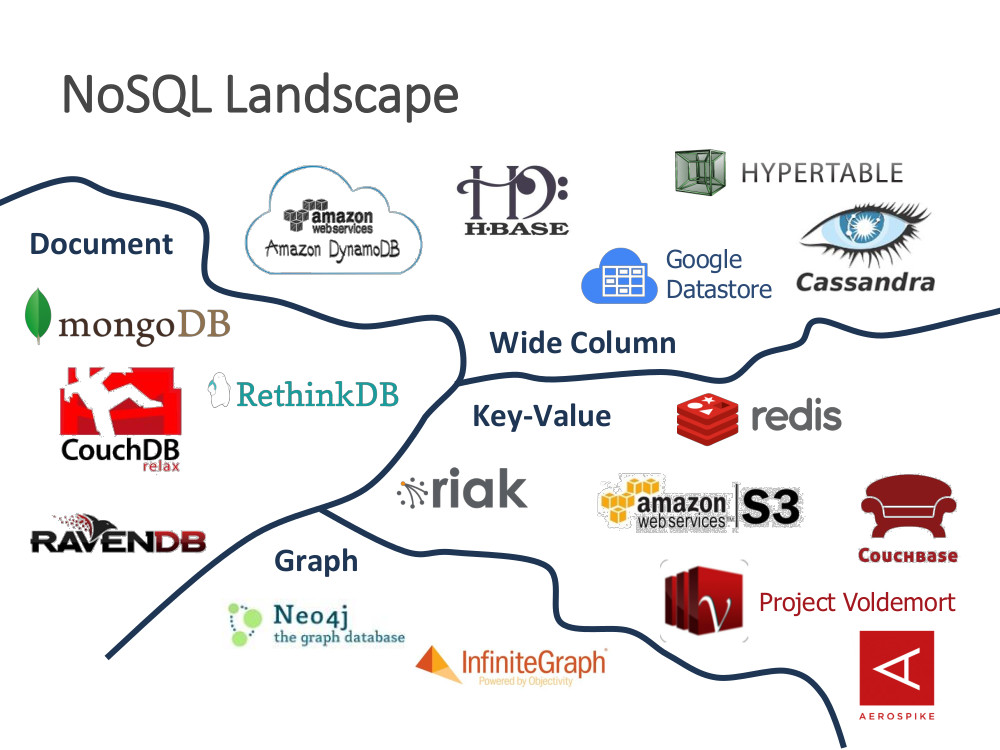 NoSQL Landscape
Document
mongoDB
CouchDB
relax
RethinkDB
RAVENDB
amazon
webservices
Amazon DynamoDB
H·BASE
HYPERTABLE
Google
Datastore
Cassandra
Wide Column
Key-Value
redis
riak
amazon
webservices™
S3
COUCHBASE
Project Voldemort
AEROSPIKE
Graph
Neo4j
the graph database
InfiniteGraph®
Powered by Objectivity